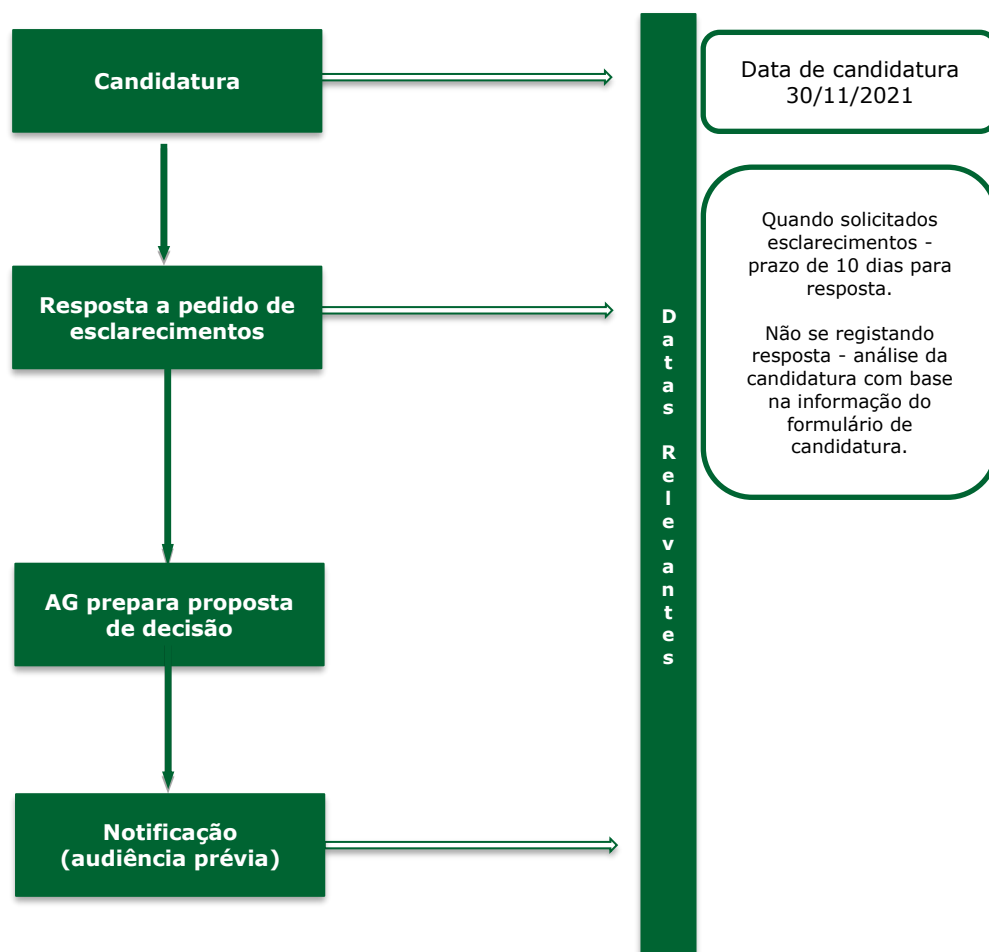 Candidatura
Data de candidatura
30/11/2021
Resposta a pedido de
esclarecimentos
Quando solicitados
esclarecimentos -
prazo de 10 dias para
resposta.
Não se registando
resposta - análise da
candidatura com base
na informação do
formulário de
candidatura.
AG prepara proposta
de decisão
Notificação
(audiência prévia)
Datas Relevantes